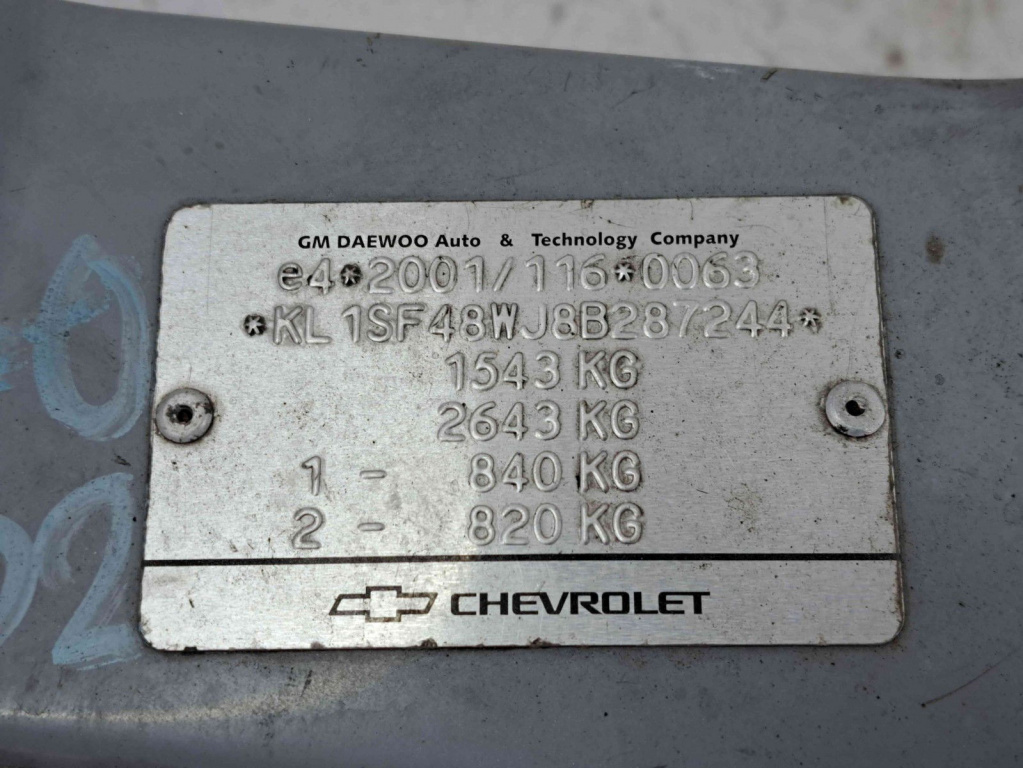 GM DAEWOO Auto & Technology Company
e4*2001/116*0063
*KL1SF48WJ8B287244*
1543 KG
2643 KG
1 - 840 KG
2 - 820 KG
CHEVROLET